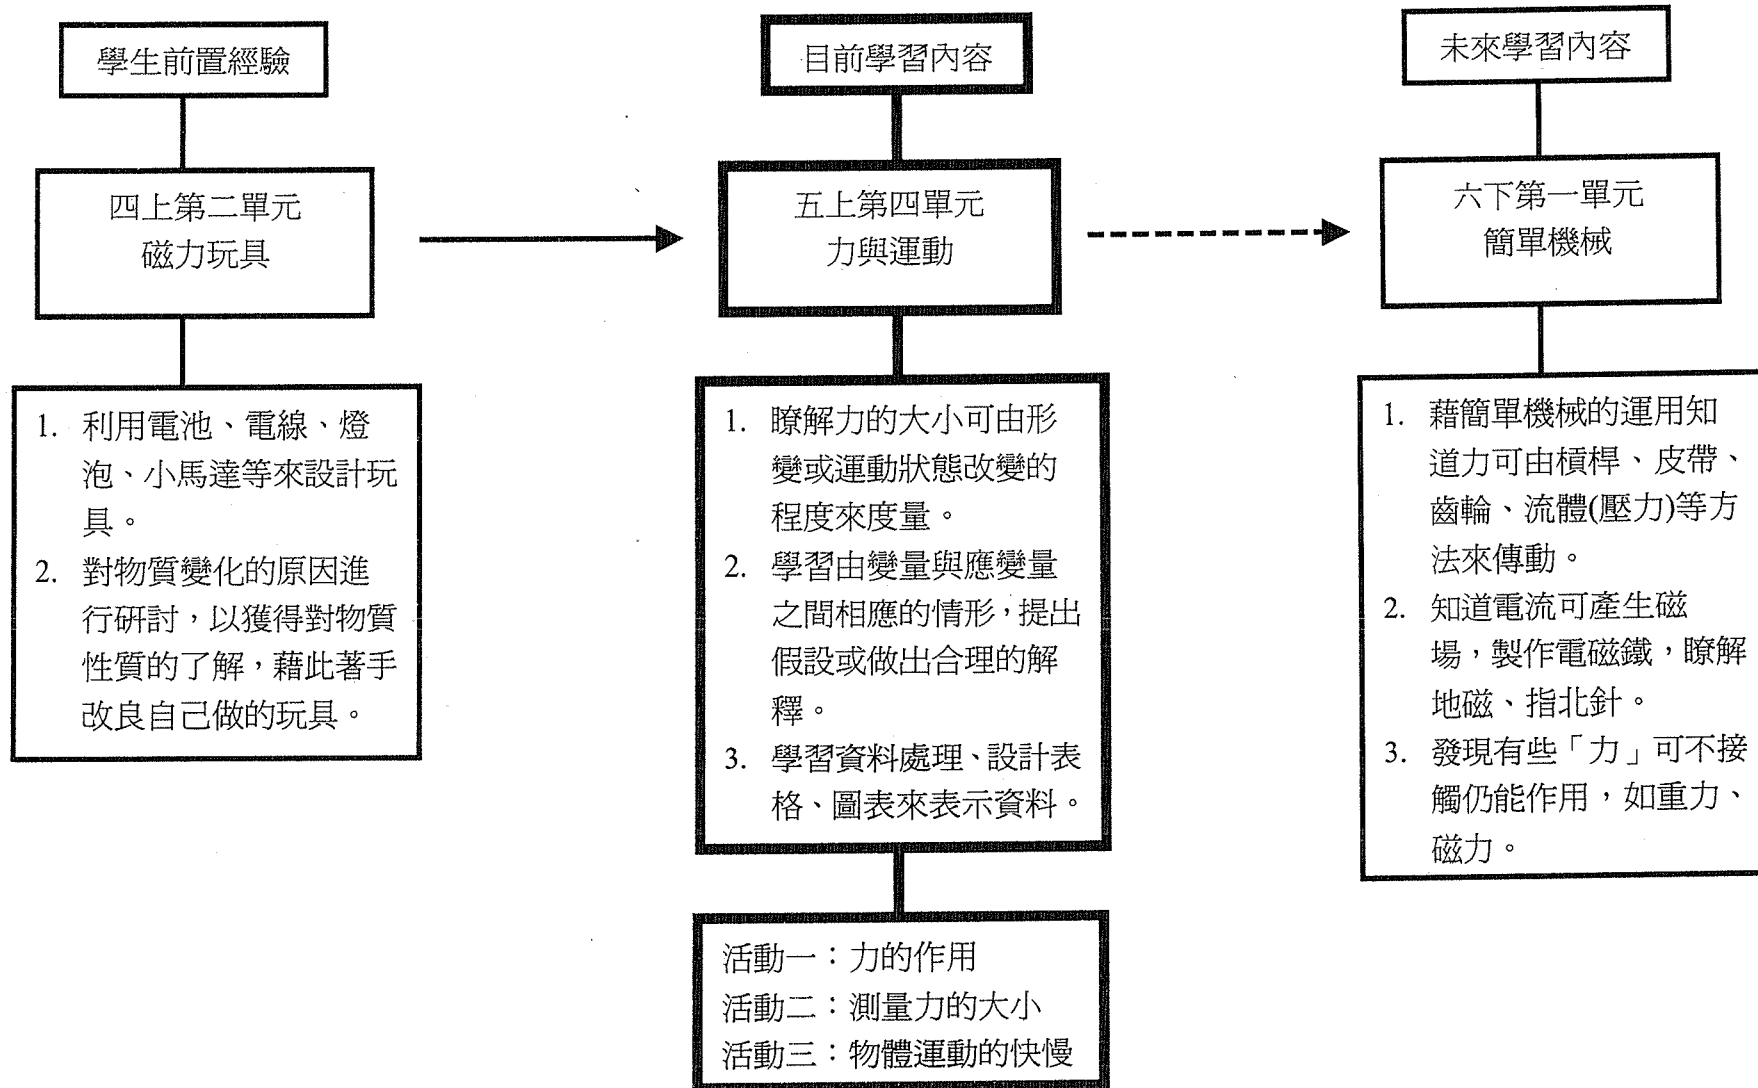 學生前置經驗
四上第二單元
磁力玩具
1. 利用電池、電線、燈
泡、小馬達等來設計玩
具。
2. 對物質變化的原因進
行研討，以獲得對物質
性質的了解，藉此著手
改良自己做的玩具。
目前學習內容
五上第四單元
力與運動
1. 瞭解力的大小可由形
變或運動狀態改變的
程度來度量。
2. 學習由變量與應變量
之間相應的情形，提出
假設或做出合理的解
釋。
3. 學習資料處理、設計表
格、圖表來表示資料。
活動一：力的作用
活動二：測量力的大小
活動三：物體運動的快慢
未來學習內容
六下第一單元
簡單機械
1. 藉簡單機械的運用知
道力可由槓桿、皮帶、
齒輪、流體(壓力)等方
法來傳動。
2. 知道電流可產生磁
場，製作電磁鐵，瞭解
地磁、指北針。
3. 發現有些「力」可不接
觸仍能作用，如重力、
磁力。